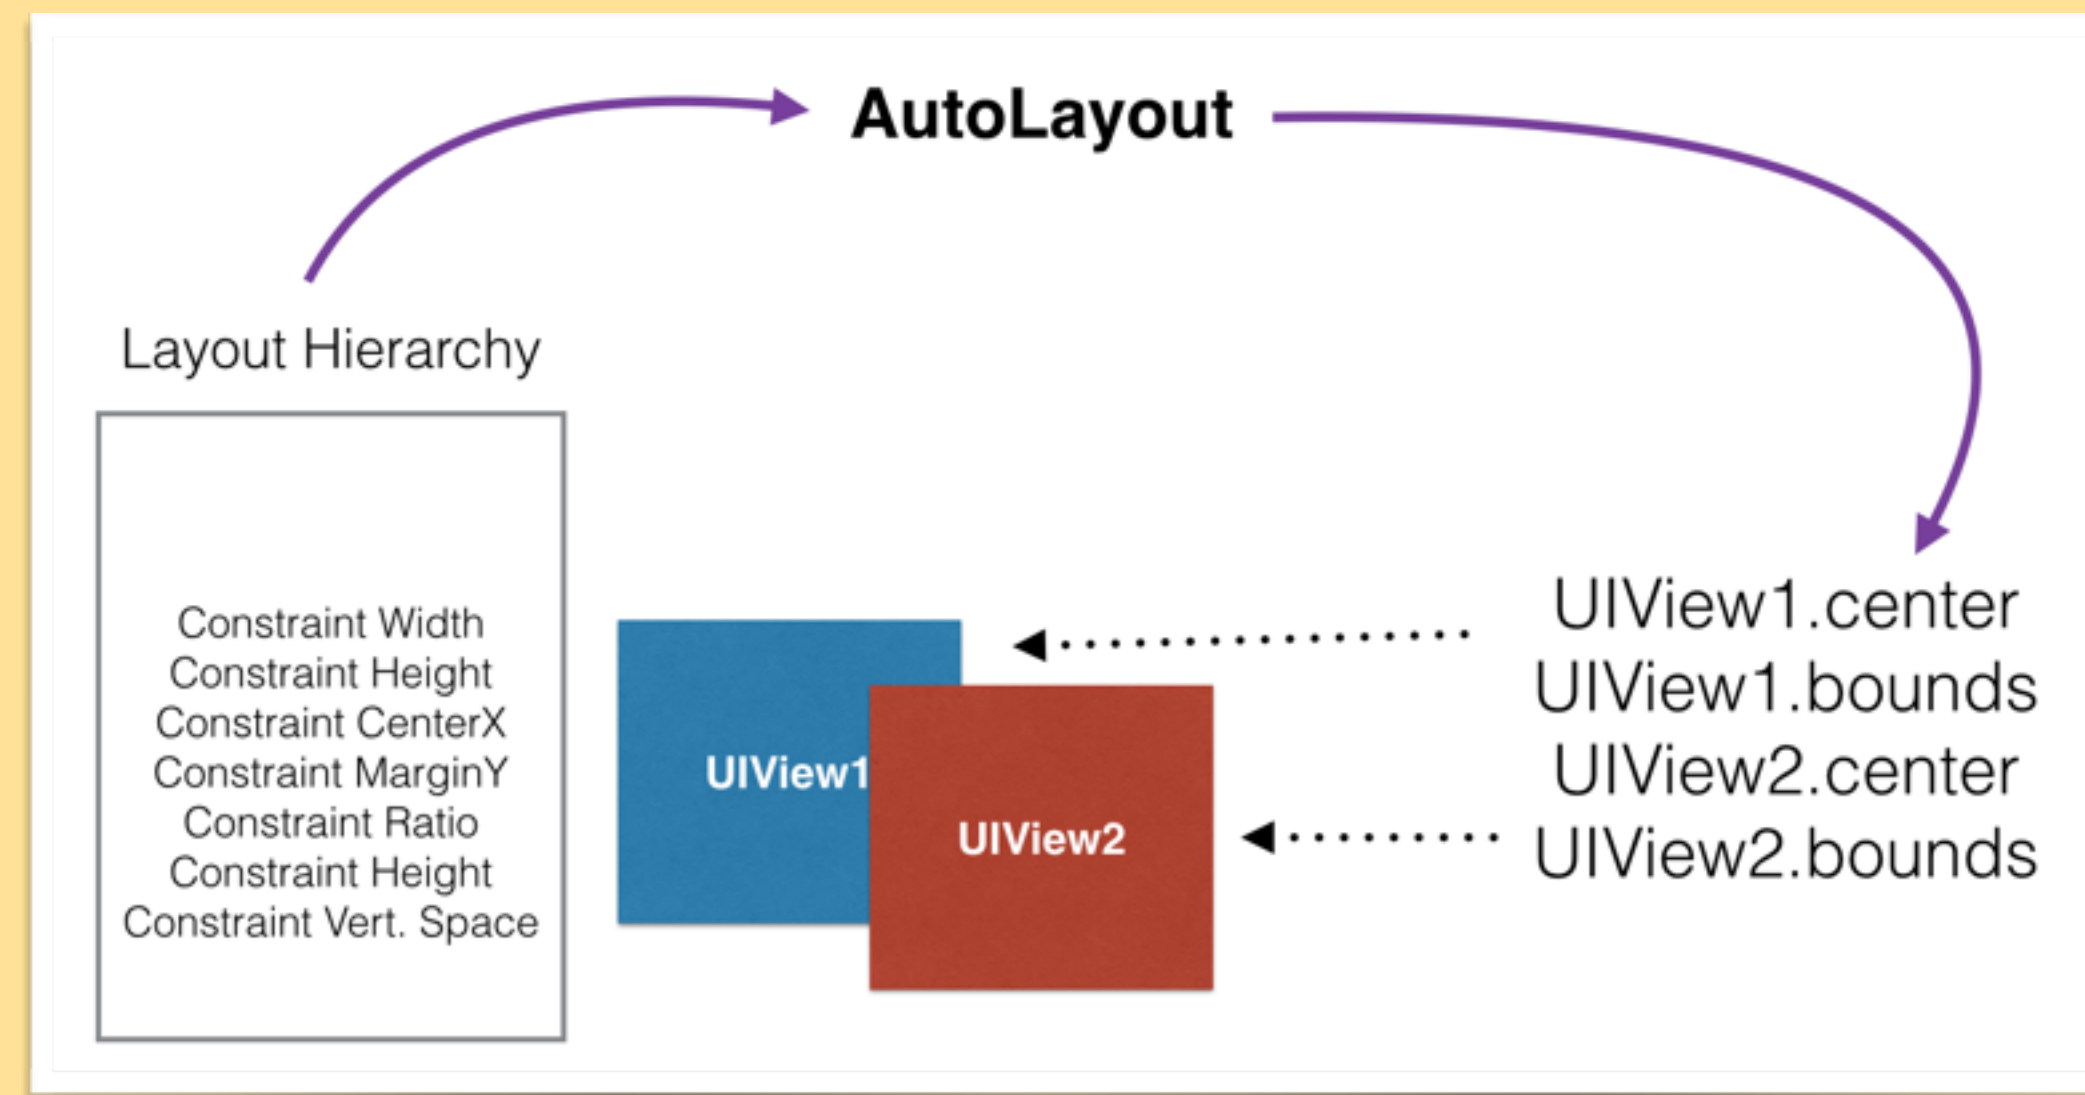 AutoLayout
Layout Hierarchy
Constraint Width
Constraint Height
Constraint CenterX
Constraint MarginY
Constraint Ratio
Constraint Height
Constraint Vert. Space
UIView1
UIView2
UIView1.center
UIView1.bounds
UIView2.center
UIView2.bounds